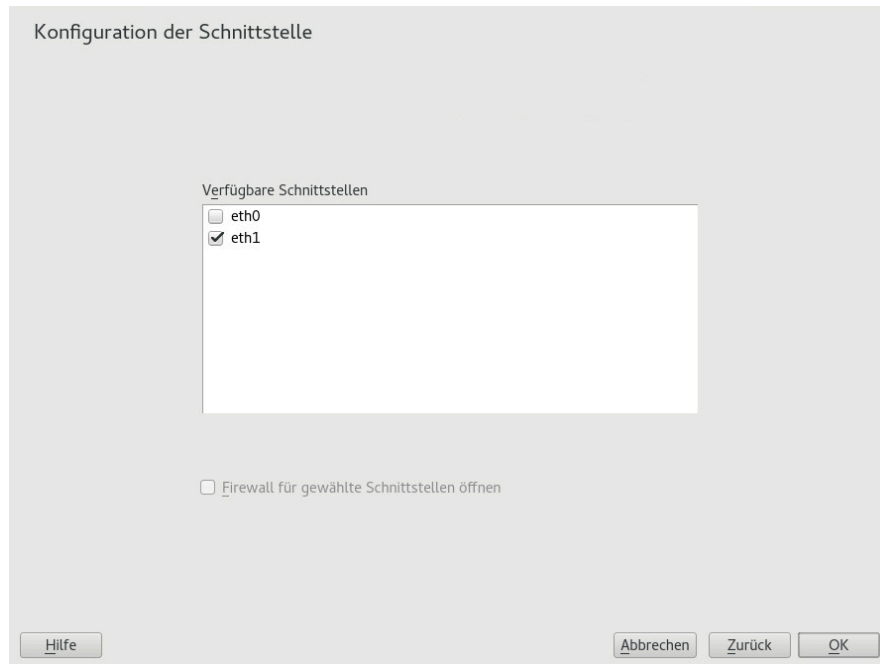 Konfiguration der Schnittstelle
Verfügbare Schnittstellen
eth0
eth1
Firewall für gewählte Schnittstellen öffnen
Hilfe
Abbrechen
Zurück
OK